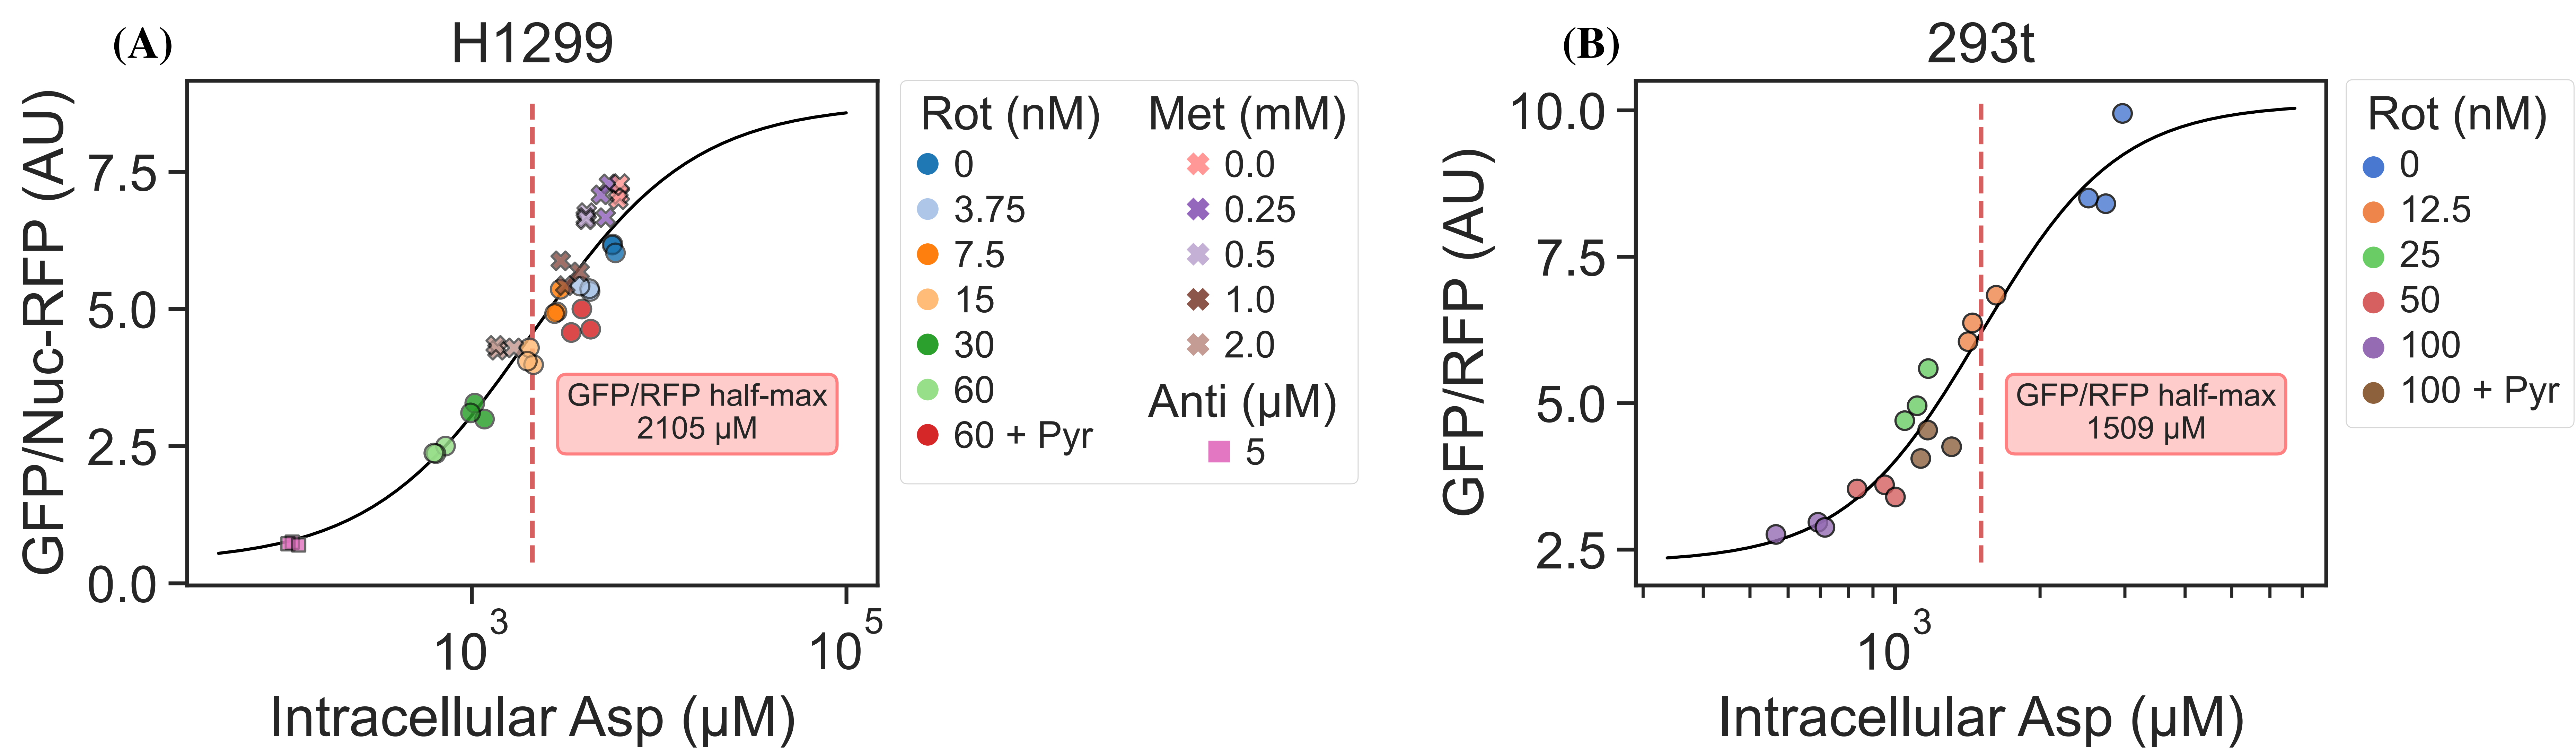 (A)
H1299
GFP/Nuc-RFP (AU)
7.5
5.0
2.5
0.0
10^3
10^5
Intracellular Asp (µM)
GFP/RFP half-max
2105 µM
Rot (nM)
0
3.75
7.5
15
30
60
60 + Pyr
Met (mM)
0.0
0.25
0.5
1.0
2.0
Anti (µM)
5
(B)
293t
GFP/RFP (AU)
10.0
7.5
5.0
2.5
10^3
Intracellular Asp (µM)
GFP/RFP half-max
1509 µM
Rot (nM)
0
12.5
25
50
100
100 + Pyr